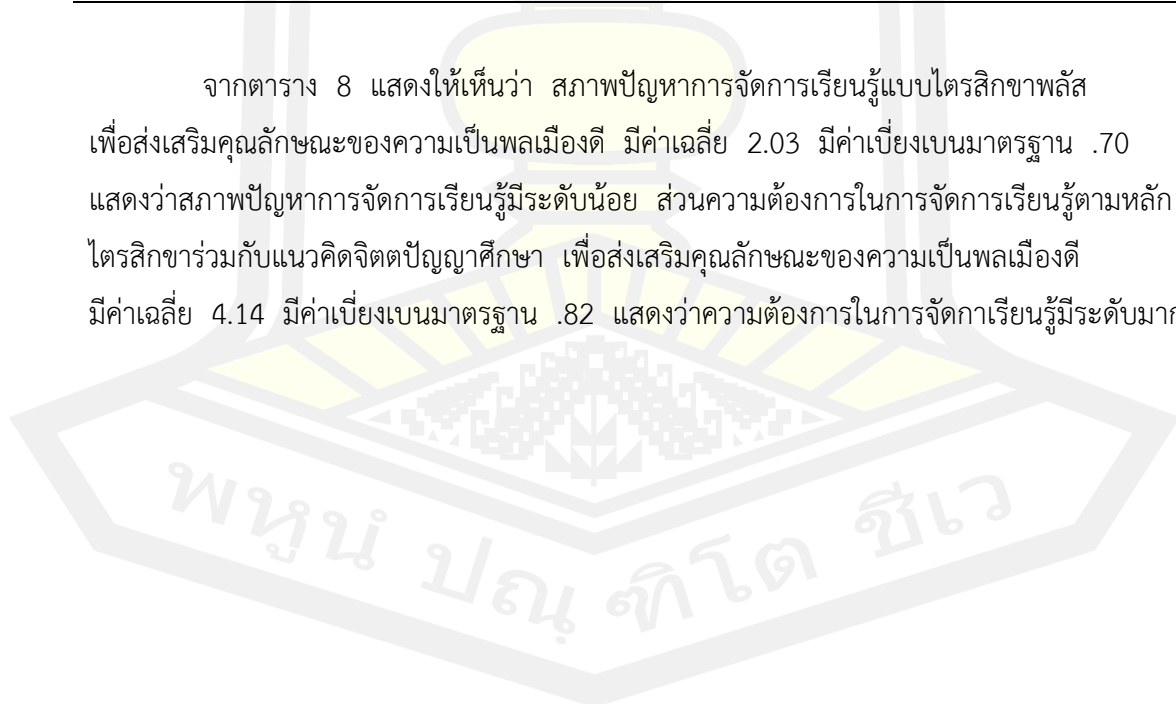 จากตาราง 8 แสดงให้เห็นว่า สภาพปัญหาการจัดการเรียนรู้แบบไตรสิกขาพลัส
เพื่อส่งเสริมคุณลักษณะของความเป็นพลเมืองดี มีค่าเฉลี่ย 2.03 มีค่าเบี่ยงเบนมาตรฐาน .70
แสดงว่าสภาพปัญหาการจัดการเรียนรู้มีระดับน้อย ส่วนความต้องการในการจัดการเรียนรู้ตามหลัก
ไตรสิกขาร่วมกับแนวคิดจิตตปัญญาศึกษา เพื่อส่งเสริมคุณลักษณะของความเป็นพลเมืองดี
มีค่าเฉลี่ย 4.14 มีค่าเบี่ยงเบนมาตรฐาน .82 แสดงว่าความต้องการในการจัดกาเรียนรู้มีระดับมาก
พหูนํ ปณฺฑิโต ชีเว